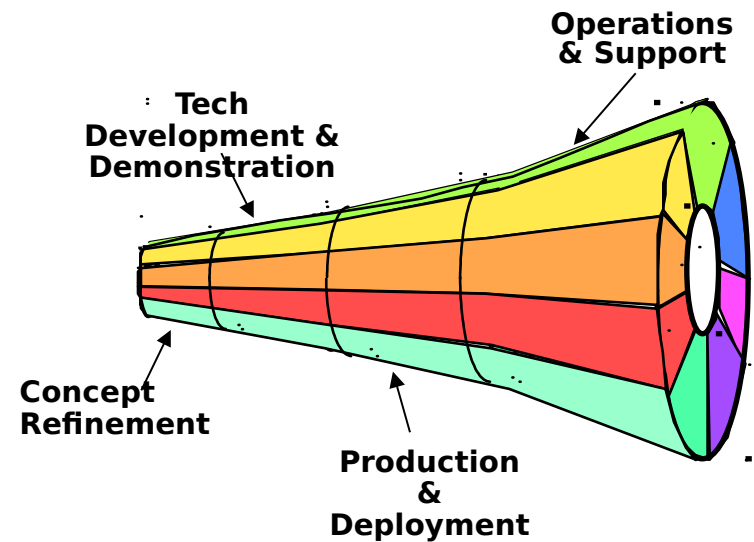 Operations
& Support
Tech
Development &
Demonstration
Concept
Refinement
Production
&
Deployment